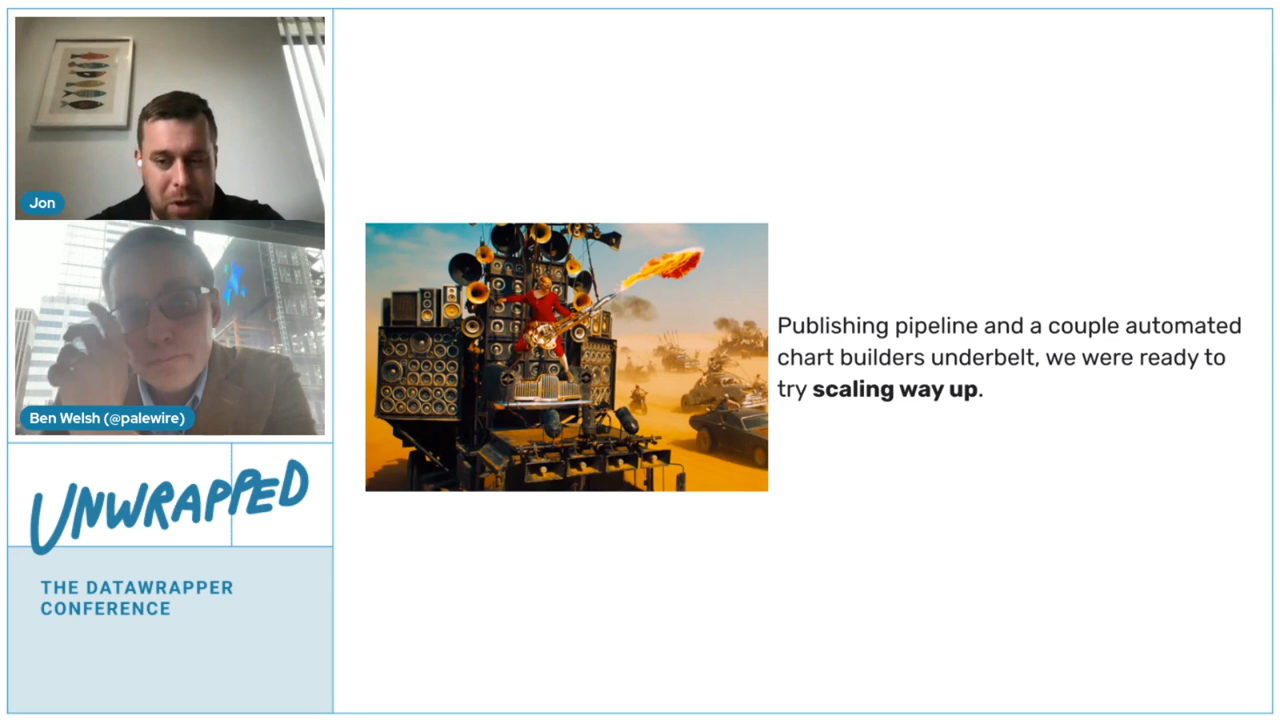 Jon
Ben Welsh (@palewire)
UNWRAPPED
THE DATAWRAPPER
CONFERENCE
Publishing pipeline and a couple automated
chart builders underbelt, we were ready to
try scaling way up.